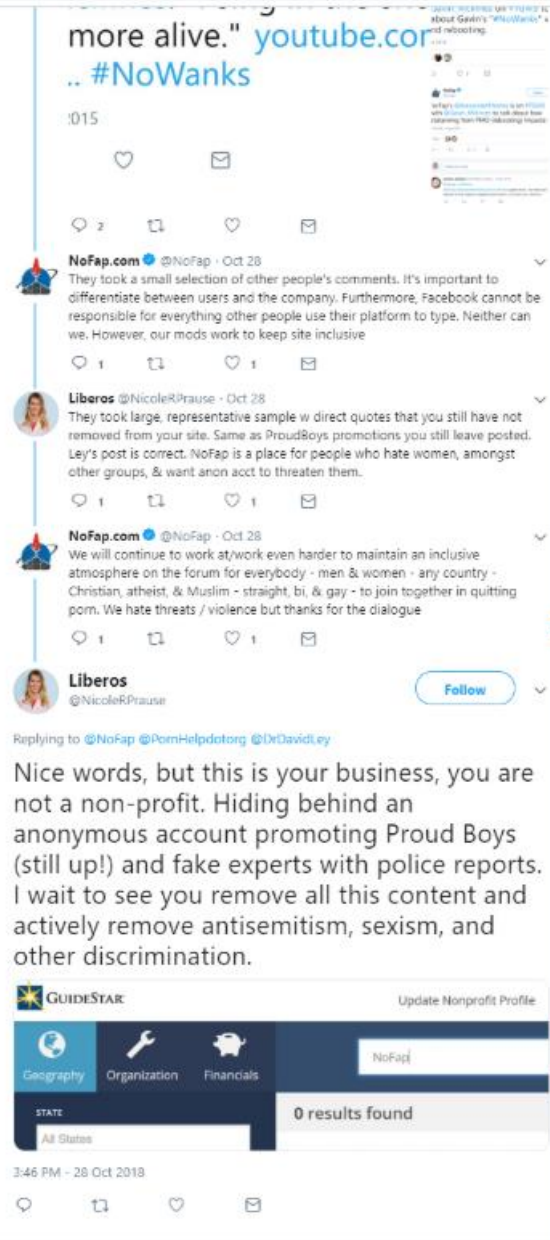 more alive." youtube.com
.. #NoWanks
about Gavin's "#NoWanks"
and rebooting.
2015
2
NoFap.com @NoFap · Oct 28
They took a small selection of other people's comments. It's important to
differentiate between users and the company. Furthermore, Facebook cannot be
responsible for everything other people use their platform to type. Neither can
we. However, our mods work to keep site inclusive
1 1
Liberos @NicoleRPrause · Oct 28
They took large, representative sample w direct quotes that you still have not
removed from your site. Same as ProudBoys promotions you still leave posted.
Ley's post is correct. NoFap is a place for people who hate women, amongst
other groups, & want anon acct to threaten them.
1 1
NoFap.com @NoFap · Oct 28
We will continue to work at/work even harder to maintain an inclusive
atmosphere on the forum for everybody - men & women - any country -
Christian, atheist, & Muslim - straight, bi, & gay - to join together in quitting
porn. We hate threats / violence but thanks for the dialogue
1 1
Liberos
@NicoleRPrause
Follow
Replying to @NoFap @PornHelpdotorg @DrDavidLey
Nice words, but this is your business, you are
not a non-profit. Hiding behind an
anonymous account promoting Proud Boys
(still up!) and fake experts with police reports.
I wait to see you remove all this content and
actively remove antisemitism, sexism, and
other discrimination.
GUIDESTAR
Update Nonprofit Profile
Geography Organization Financials
NoFap
STATE
All States
0 results found
3:46 PM - 28 Oct 2018